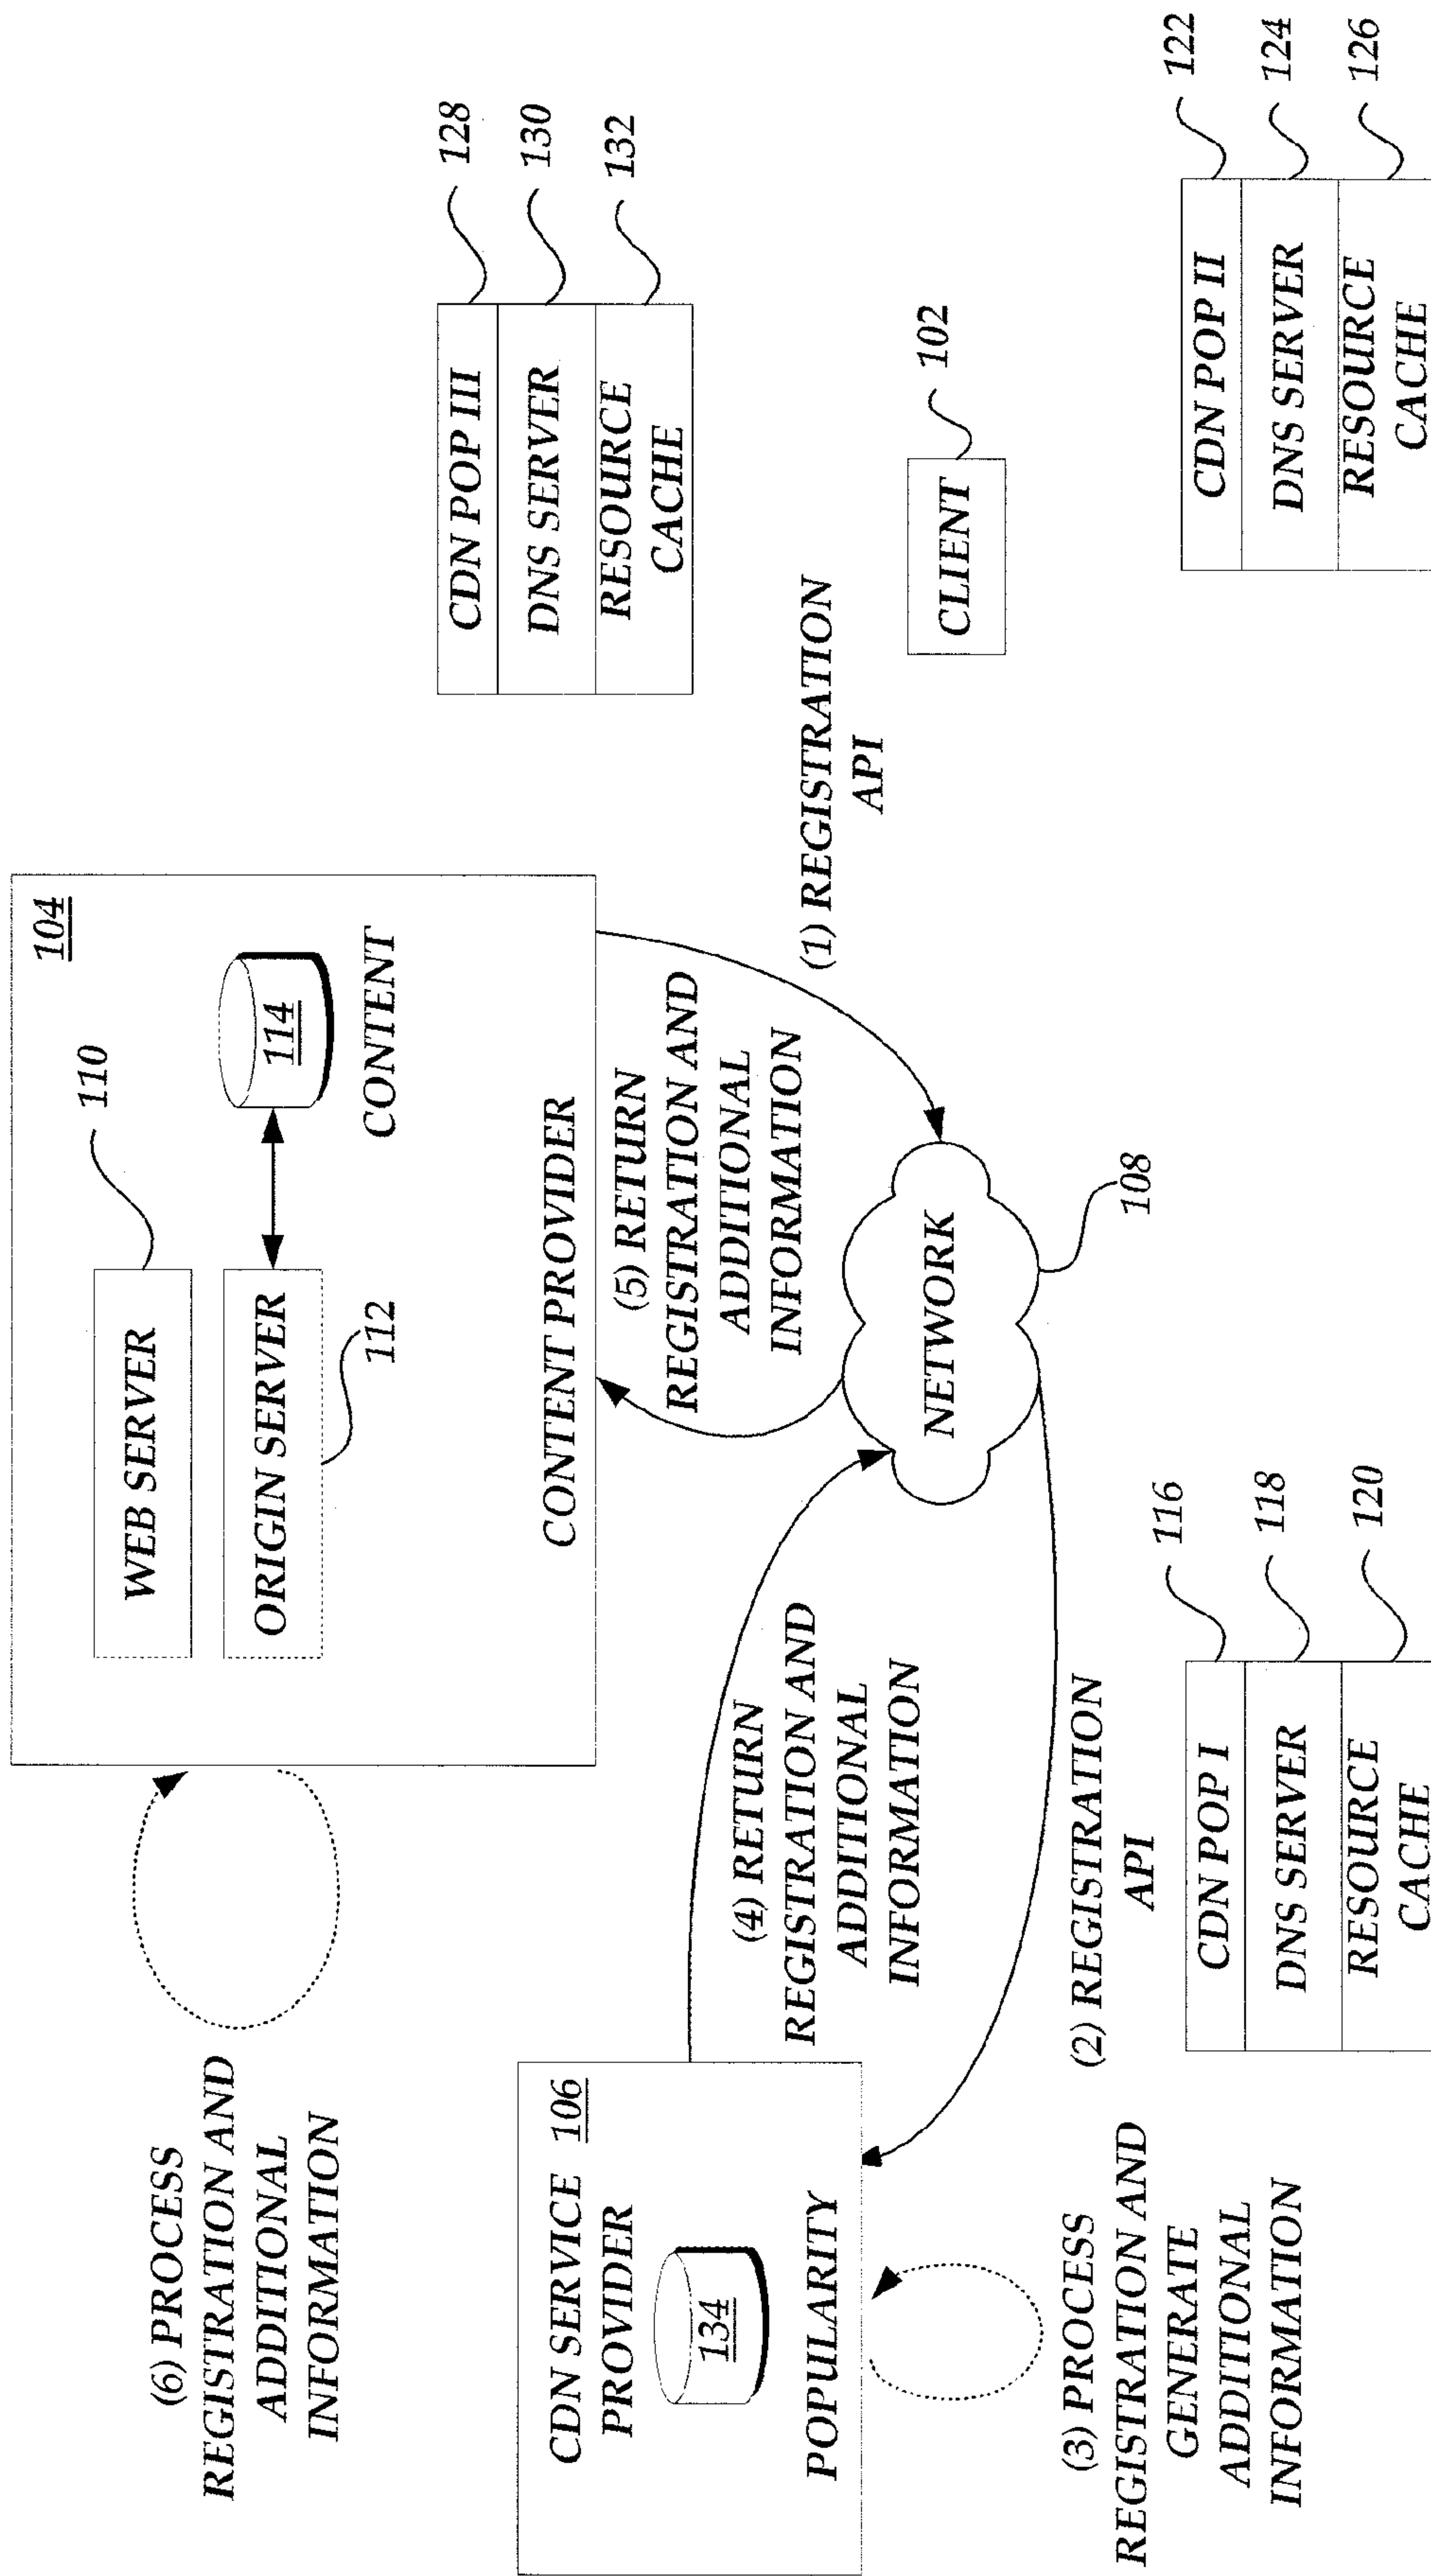 (6) PROCESS
REGISTRATION AND
ADDITIONAL
INFORMATION
104
WEB SERVER
110
ORIGIN SERVER
112
114
CONTENT
CONTENT PROVIDER
CDN SERVICE 106
PROVIDER
134
POPULARITY
(3) PROCESS
REGISTRATION AND
GENERATE
ADDITIONAL
INFORMATION
(4) RETURN
REGISTRATION AND
ADDITIONAL
INFORMATION
(5) RETURN
REGISTRATION AND
ADDITIONAL
INFORMATION
(1) REGISTRATION
API
(2) REGISTRATION
API
NETWORK
108
CDN POP III
128
DNS SERVER
130
RESOURCE
CACHE
132
CLIENT
102
CDN POP I
116
DNS SERVER
118
RESOURCE
CACHE
120
CDN POP II
122
DNS SERVER
124
RESOURCE
CACHE
126